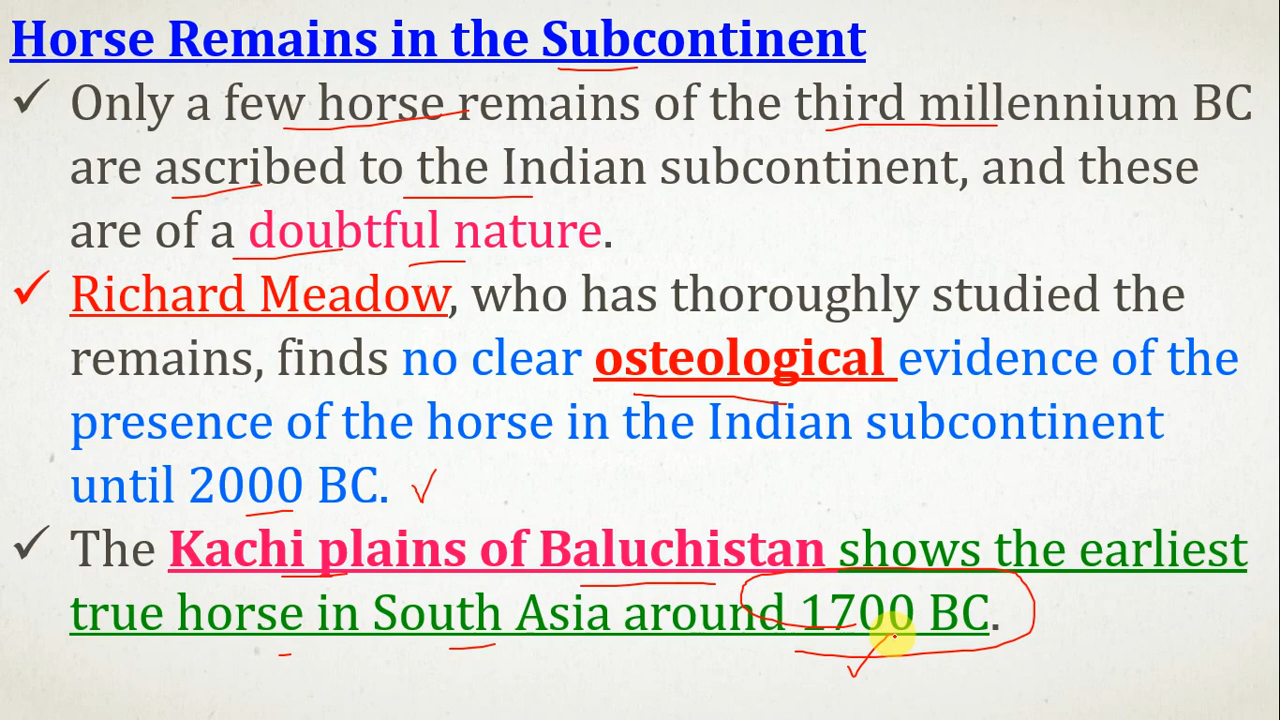 Horse Remains in the Subcontinent
✓ Only a few horse remains of the third millennium BC
are ascribed to the Indian subcontinent, and these
are of a doubtful nature.
✓ Richard Meadow, who has thoroughly studied the
remains, finds no clear osteological evidence of the
presence of the horse in the Indian subcontinent
until 2000 BC.
✓ The Kachi plains of Baluchistan shows the earliest
true horse in South Asia around 1700 BC.